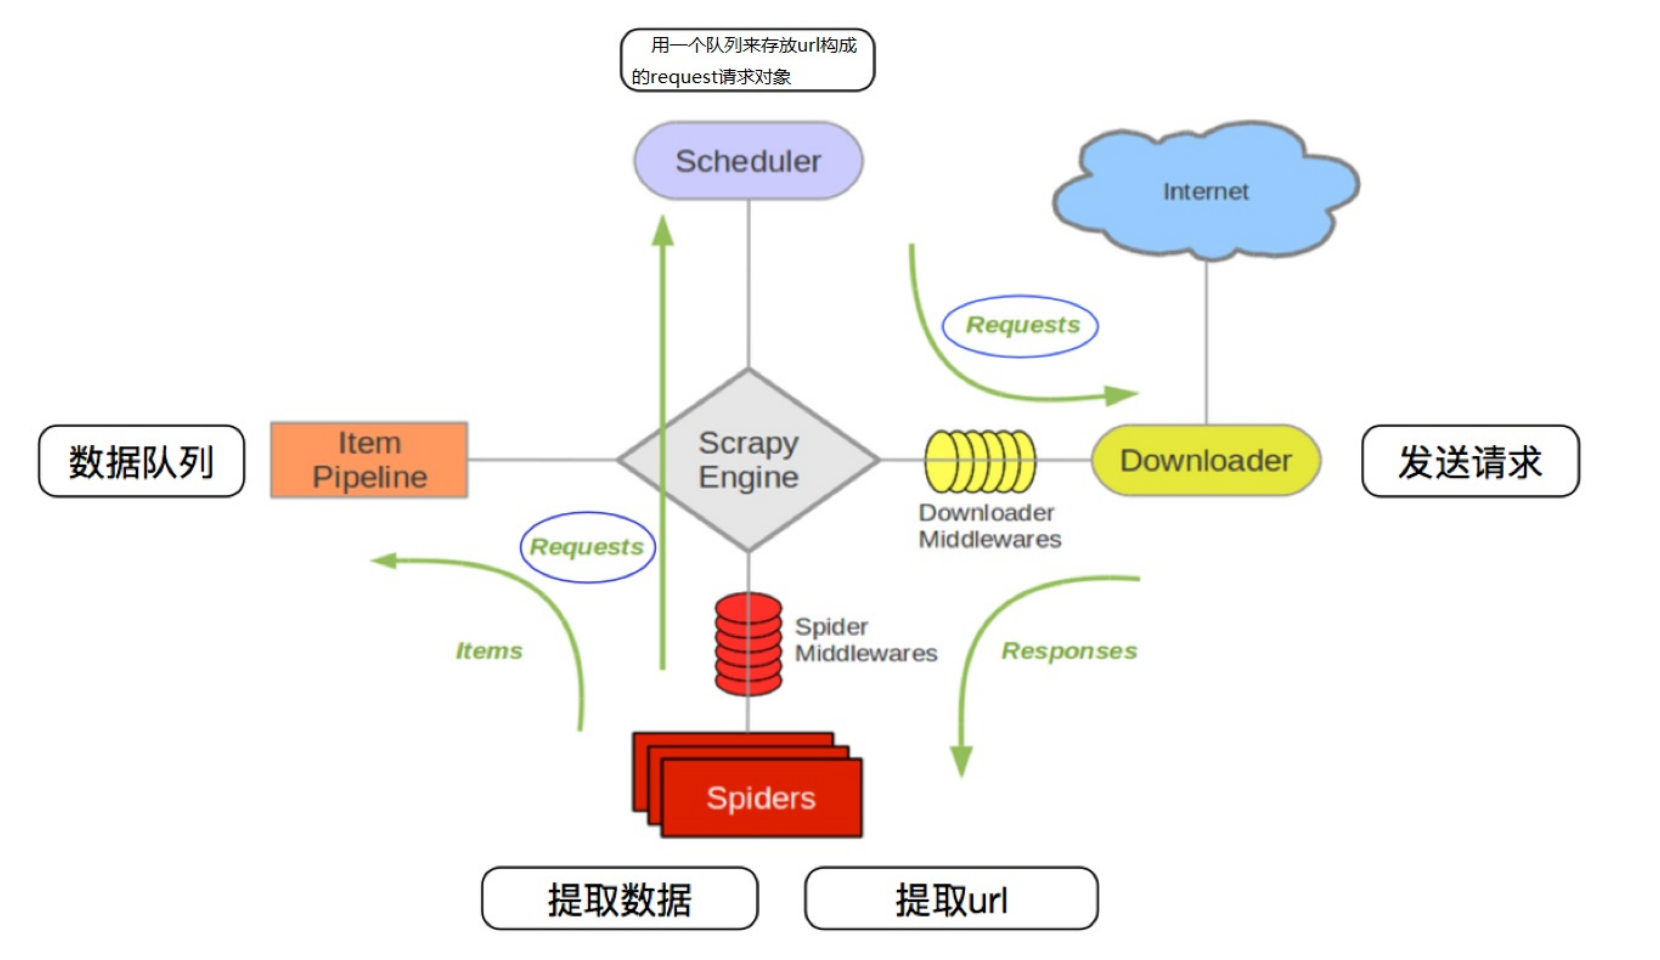 用一个队列来存放url构成
的request请求对象
Scheduler
Internet
Requests
数据队列
Item
Pipeline
Scrapy
Engine
Downloader
发送请求
Downloader
Middlewares
Requests
Items
Spider
Middlewares
Responses
Spiders
提取数据
提取url